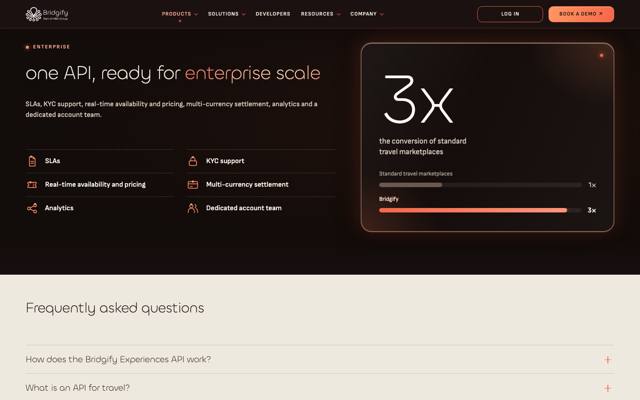 Bridgify
PRODUCTS
SOLUTIONS
DEVELOPERS
RESOURCES
COMPANY
LOG IN
BOOK A DEMO
ENTERPRISE
one API, ready for enterprise scale
SLAs, KYC support, real-time availability and pricing, multi-currency settlement, analytics and a
dedicated account team.
SLAs
KYC support
Real-time availability and pricing
Multi-currency settlement
Analytics
Dedicated account team
3x
the conversion of standard
travel marketplaces
Standard travel marketplaces
1x
Bridgify
3x
Frequently asked questions
How does the Bridgify Experiences API work?
What is an API for travel?